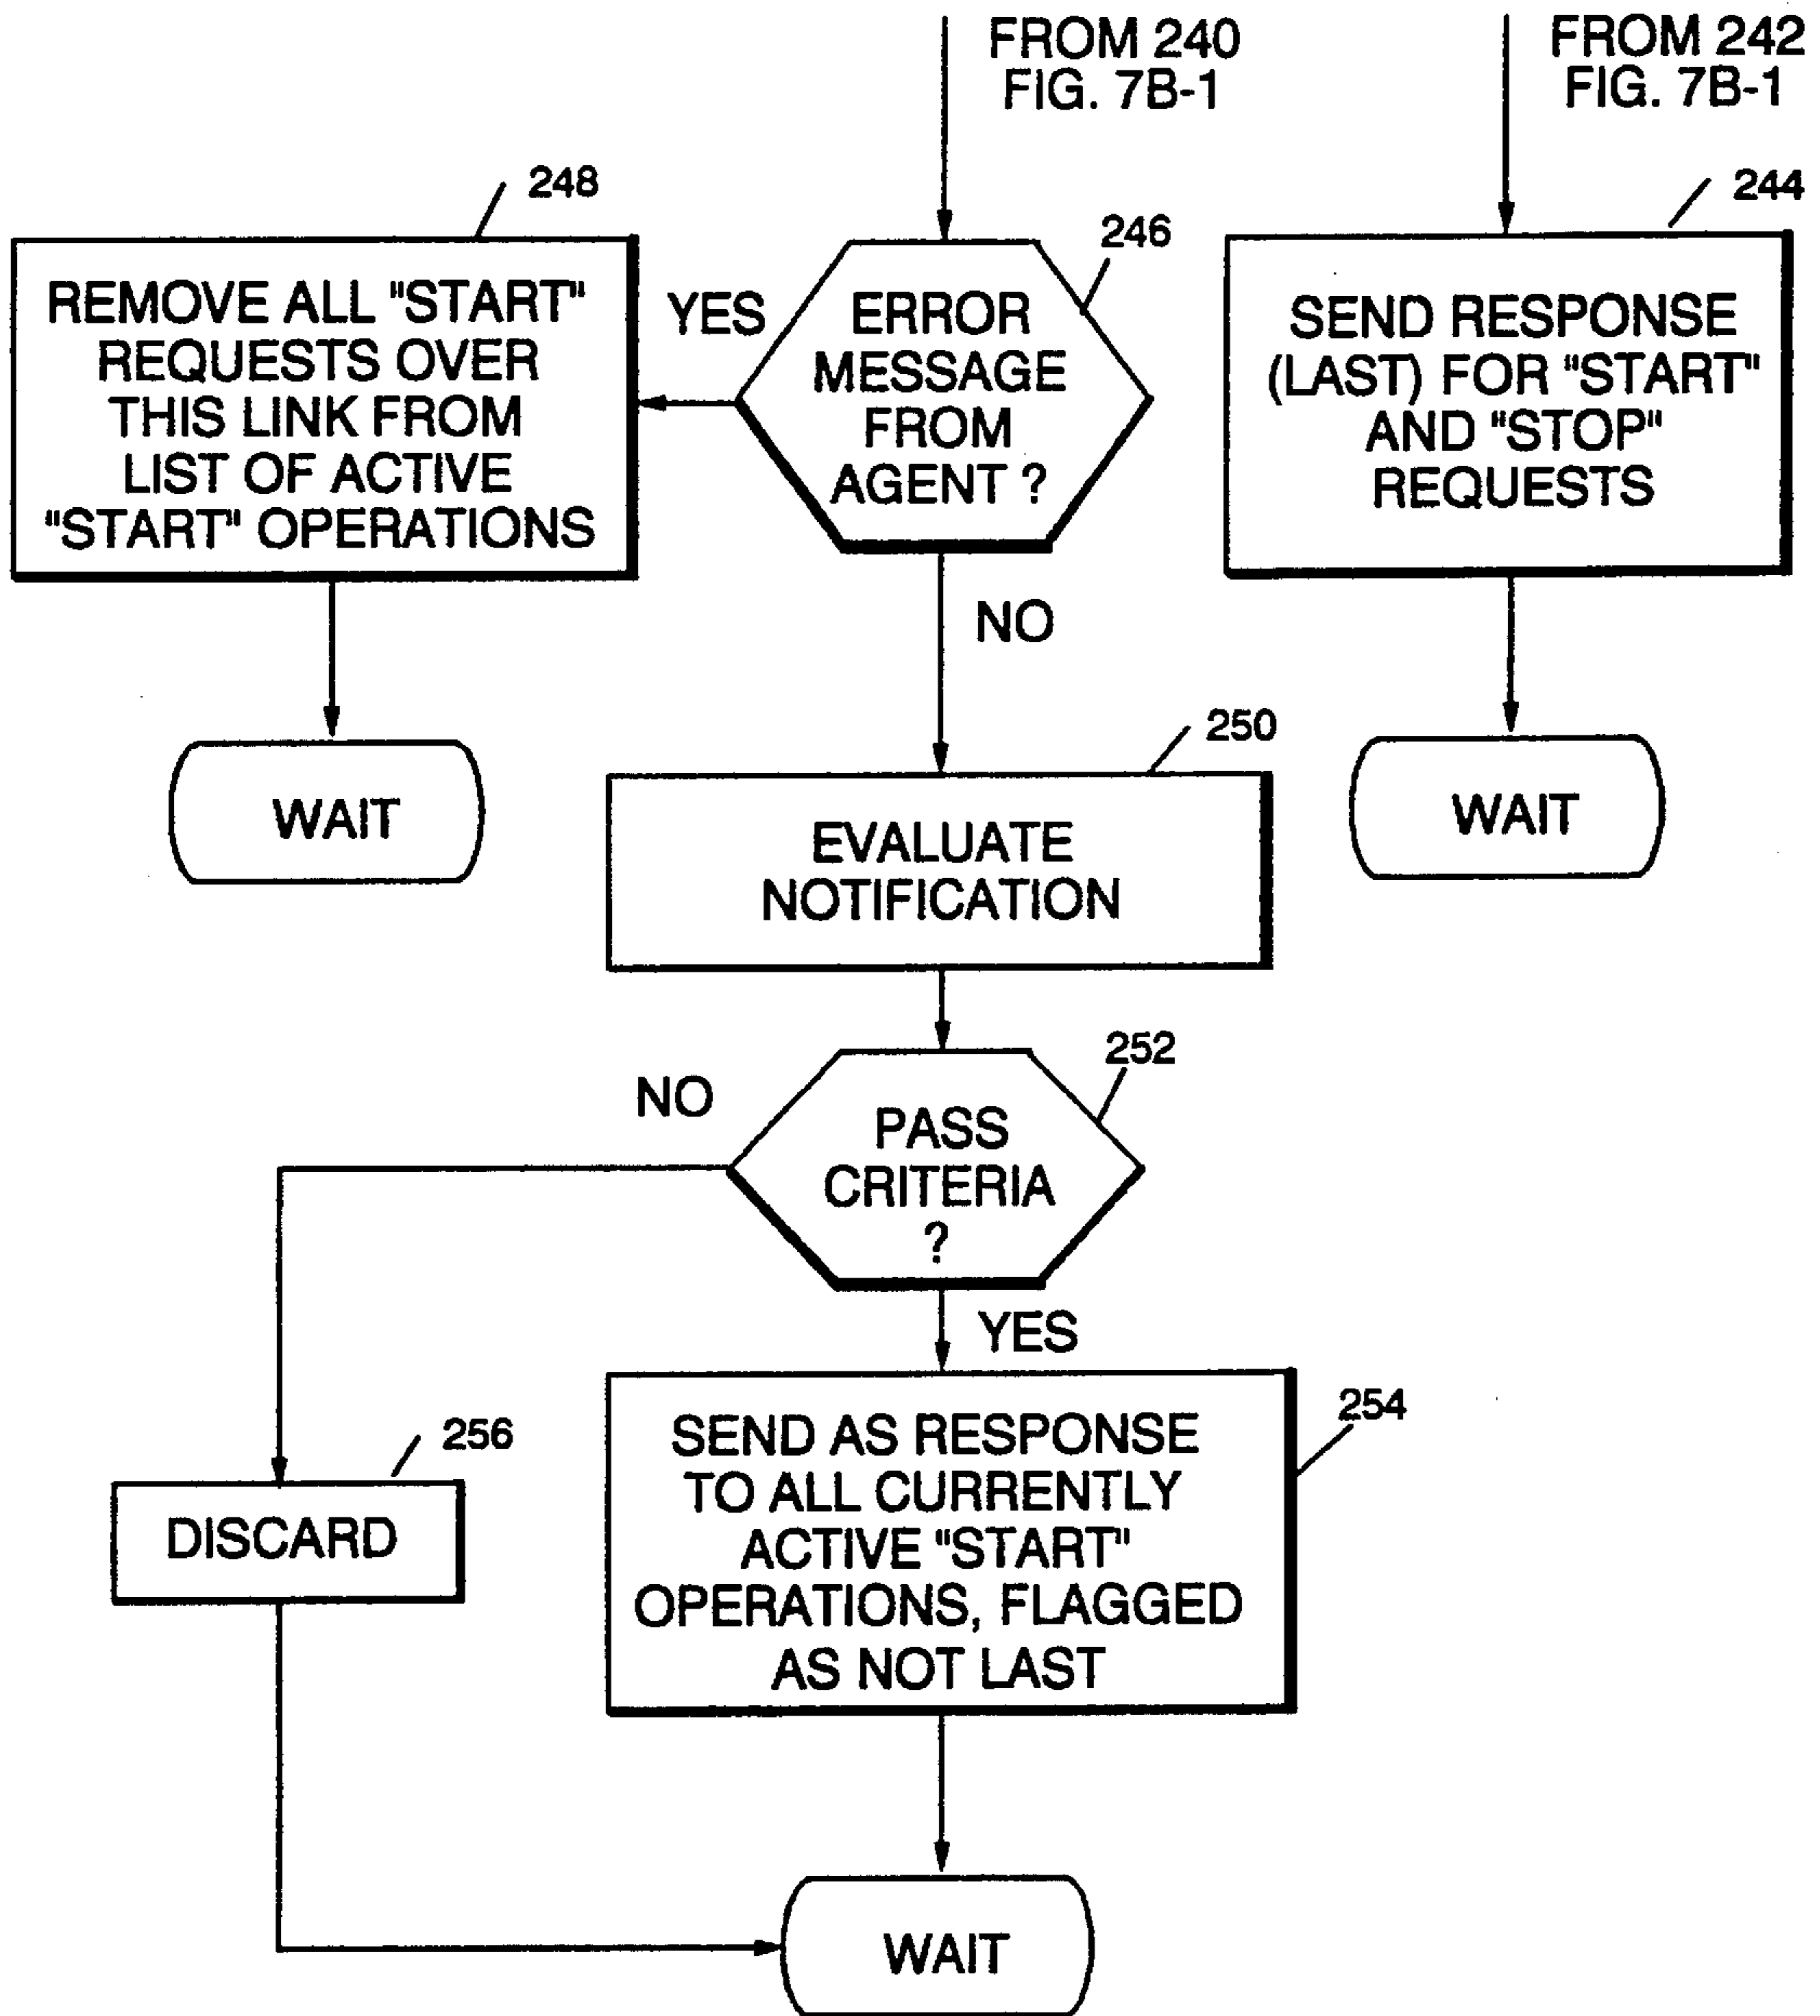 FROM 240
FIG. 7B-1
FROM 242
FIG. 7B-1
248
REMOVE ALL "START"
REQUESTS OVER
THIS LINK FROM
LIST OF ACTIVE
"START" OPERATIONS
YES
246
ERROR
MESSAGE
FROM
AGENT ?
244
SEND RESPONSE
(LAST) FOR "START"
AND "STOP"
REQUESTS
NO
WAIT
WAIT
250
EVALUATE
NOTIFICATION
252
NO
PASS
CRITERIA
?
YES
256
DISCARD
254
SEND AS RESPONSE
TO ALL CURRENTLY
ACTIVE "START"
OPERATIONS, FLAGGED
AS NOT LAST
WAIT